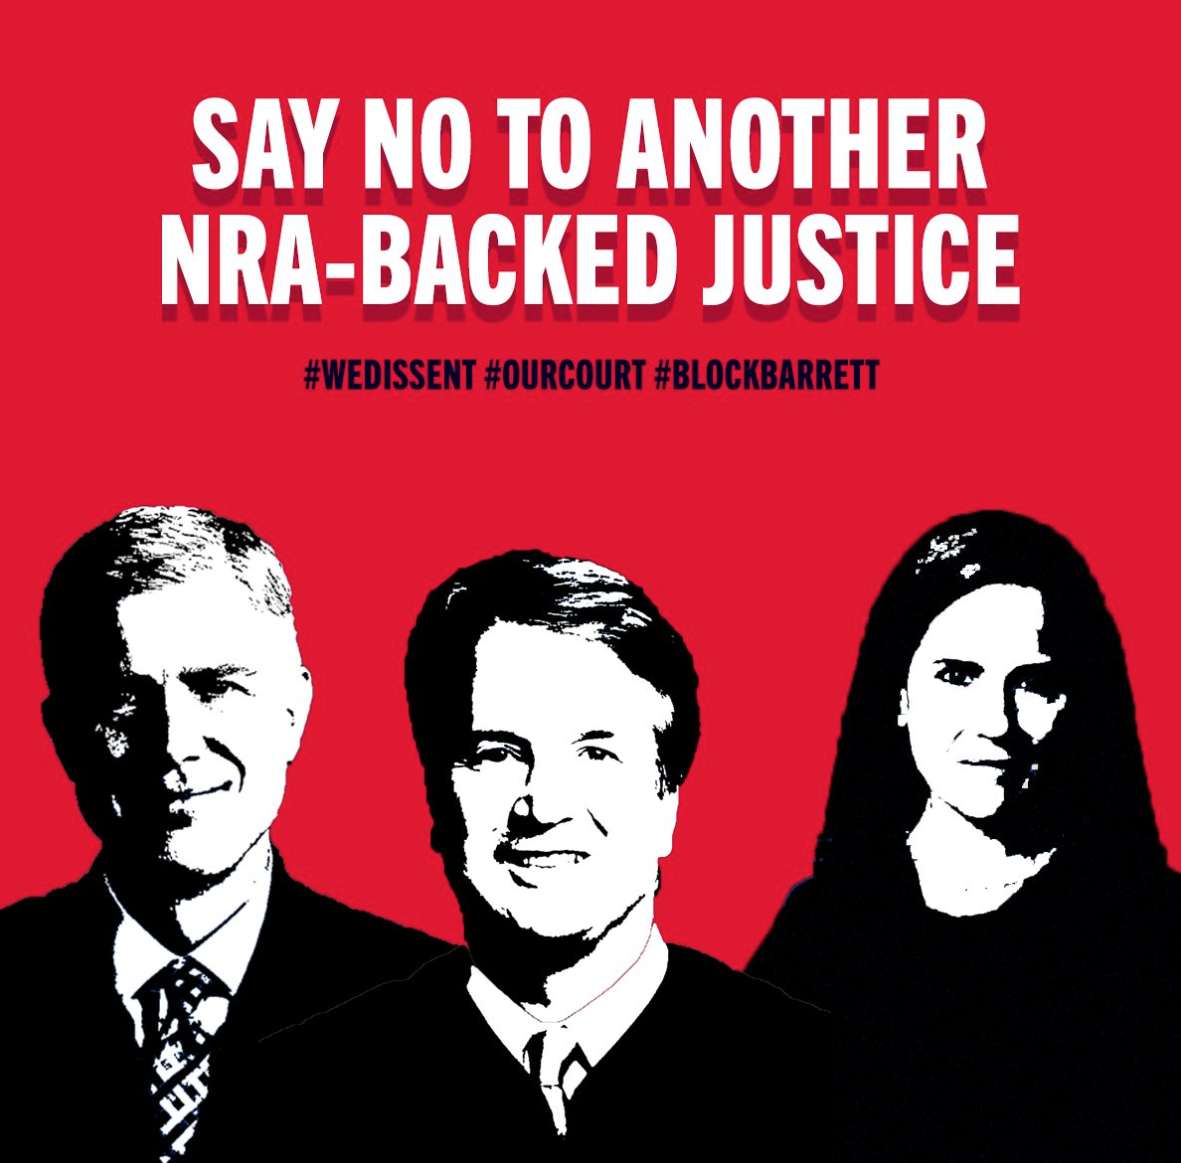 SAY NO TO ANOTHER
NRA-BACKED JUSTICE
#WEDISSENT #OURCOURT #BLOCKBARRETT